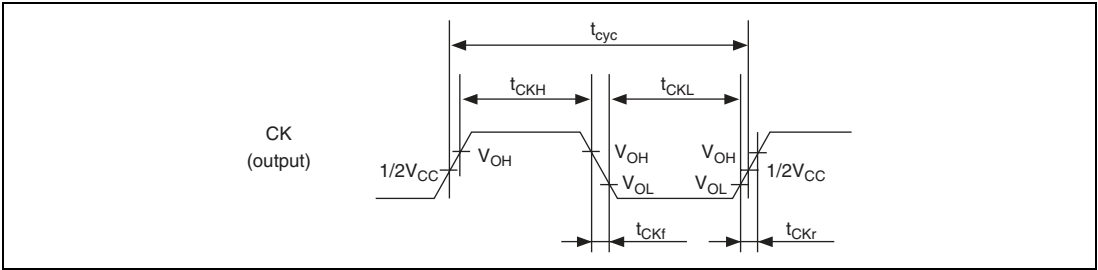 tcyc
tCKH
tCKL
CK
(output)
1/2VCC
VOH
VOH
VOL
VOH
VOL
1/2VCC
tCKf
tCKr